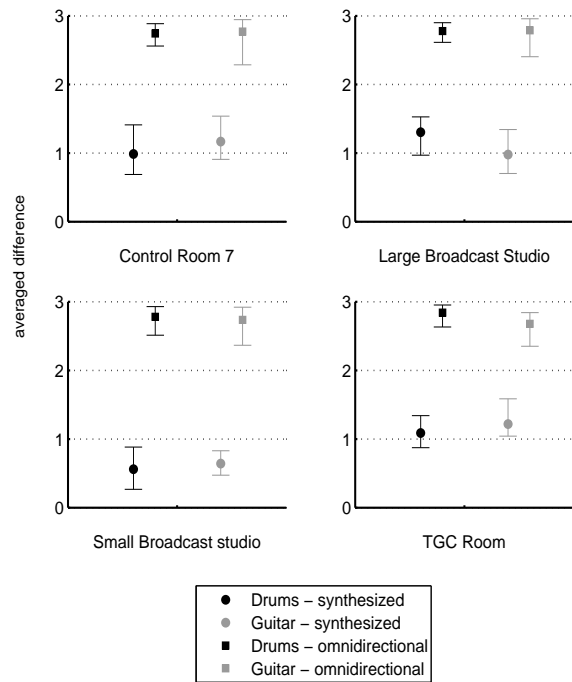 averaged difference
3
2
1
0
Control Room 7
3
2
1
0
Large Broadcast Studio
3
2
1
0
Small Broadcast studio
3
2
1
0
TGC Room
Drums – synthesized
Guitar – synthesized
Drums – omnidirectional
Guitar – omnidirectional